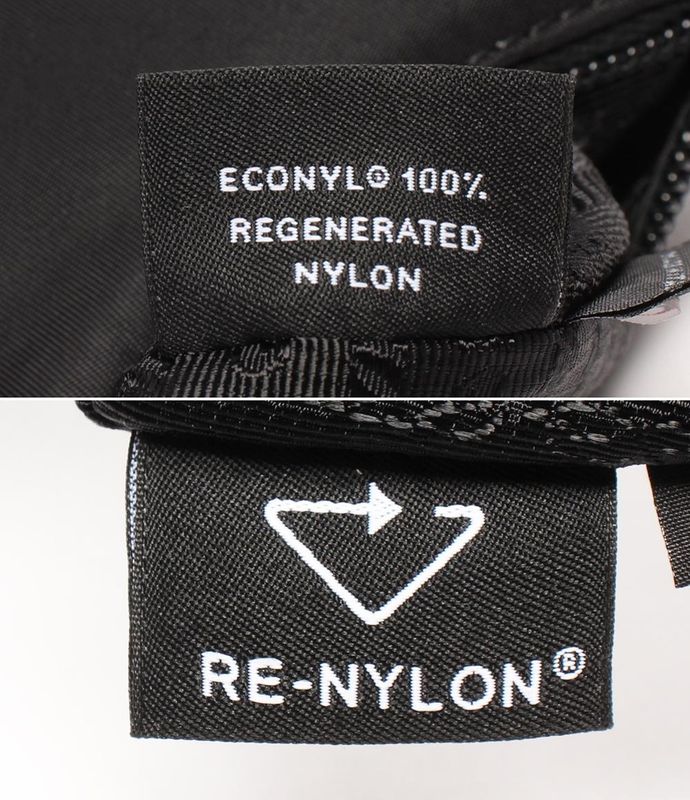 ECONYL® 100%
REGENERATED
NYLON
RE-NYLON®